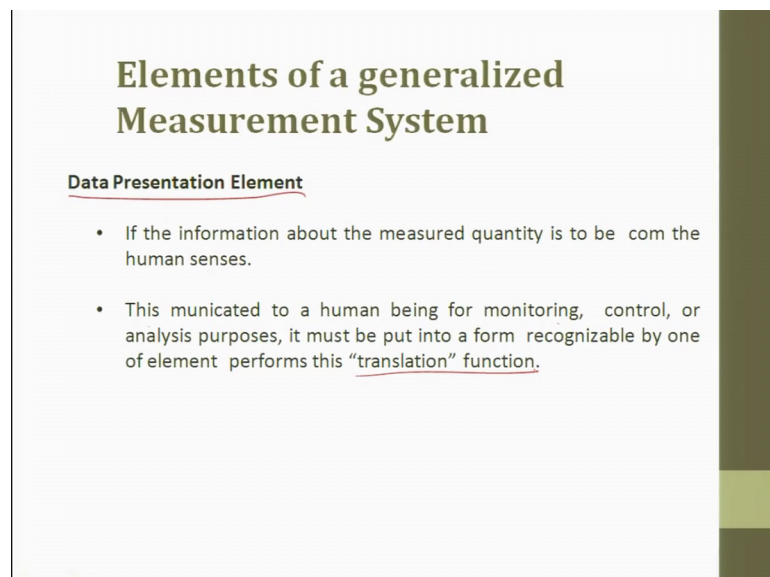 Elements of a generalized
Measurement System
Data Presentation Element
• If the information about the measured quantity is to be com the
human senses.
• This municated to a human being for monitoring, control, or
analysis purposes, it must be put into a form recognizable by one
of element performs this “translation” function.